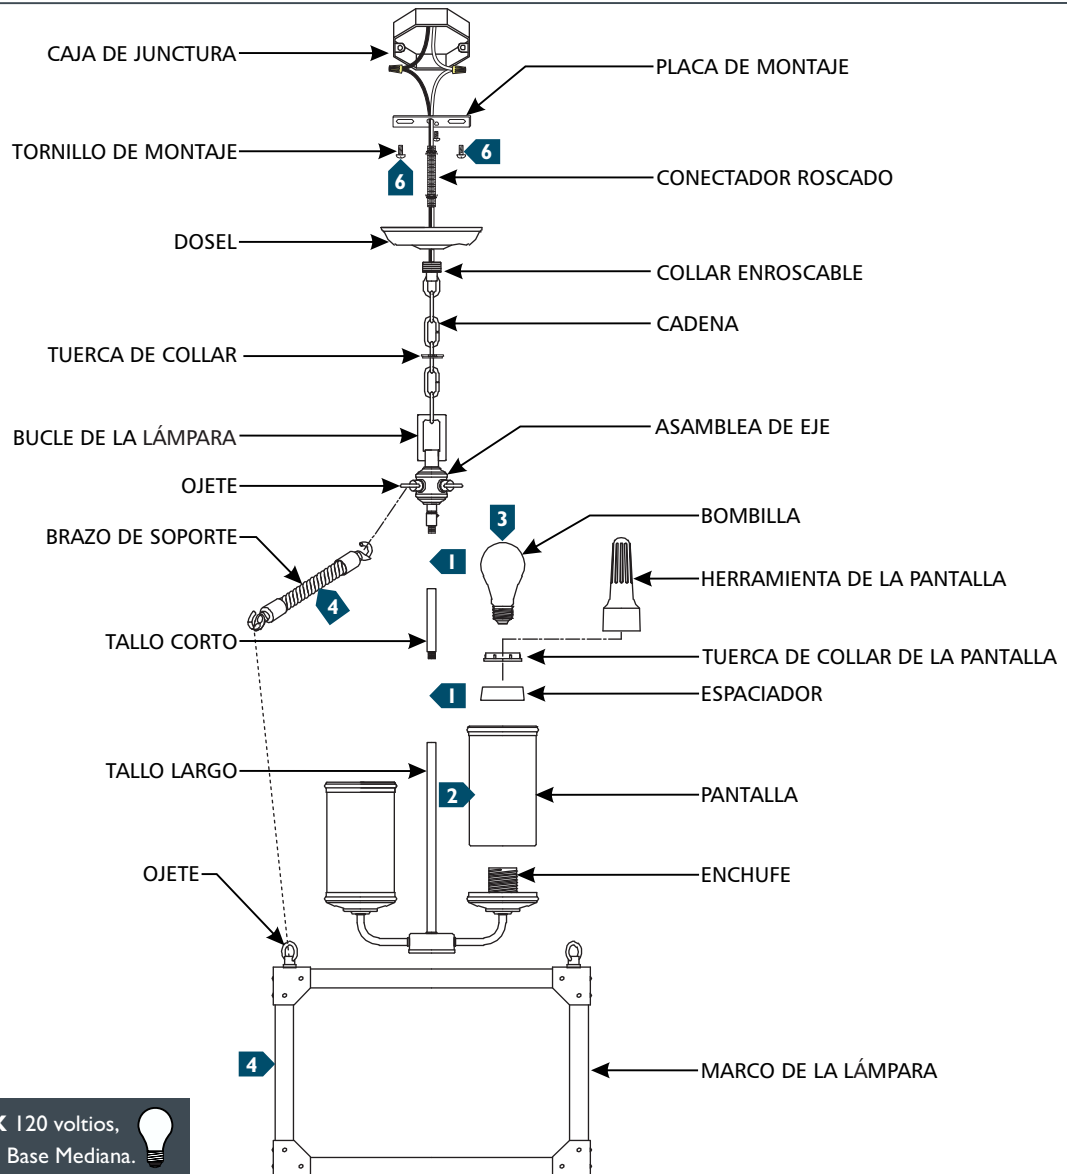 CAJA DE JUNCTURA
PLACA DE MONTAJE
TORNILLO DE MONTAJE
6
6
CONECTADOR ROSCADO
DOSEL
COLLAR ENROSCABLE
CADENA
TUERCA DE COLLAR
BUCLE DE LA LÁMPARA
ASAMBLEA DE EJE
OJETE
3
BOMBILLA
BRAZO DE SOPORTE
1
HERRAMIENTA DE LA PANTALLA
4
TALLO CORTO
TUERCA DE COLLAR DE LA PANTALLA
1
ESPACIADOR
TALLO LARGO
2
PANTALLA
OJETE
ENCHUFE
4
MARCO DE LA LÁMPARA
120 voltios,
Base Mediana.